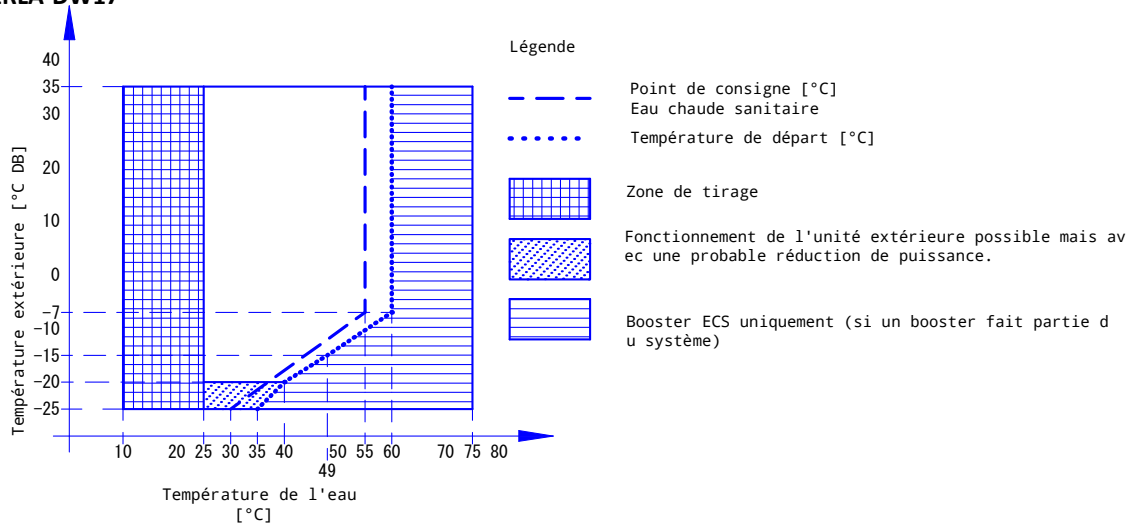 Légende
Point de consigne [°C]
Eau chaude sanitaire
Température de départ [°C]
Zone de tirage
Fonctionnement de l'unité extérieure possible mais av
ec une probable réduction de puissance.
Booster ECS uniquement (si un booster fait partie d
u système)
Température extérieure [°C DB]
40
35
30
20
10
0
-7
-10
-15
-20
-25
10 20 25 30 35 40 50 55 60 70 75 80
49
Température de l'eau
[°C]